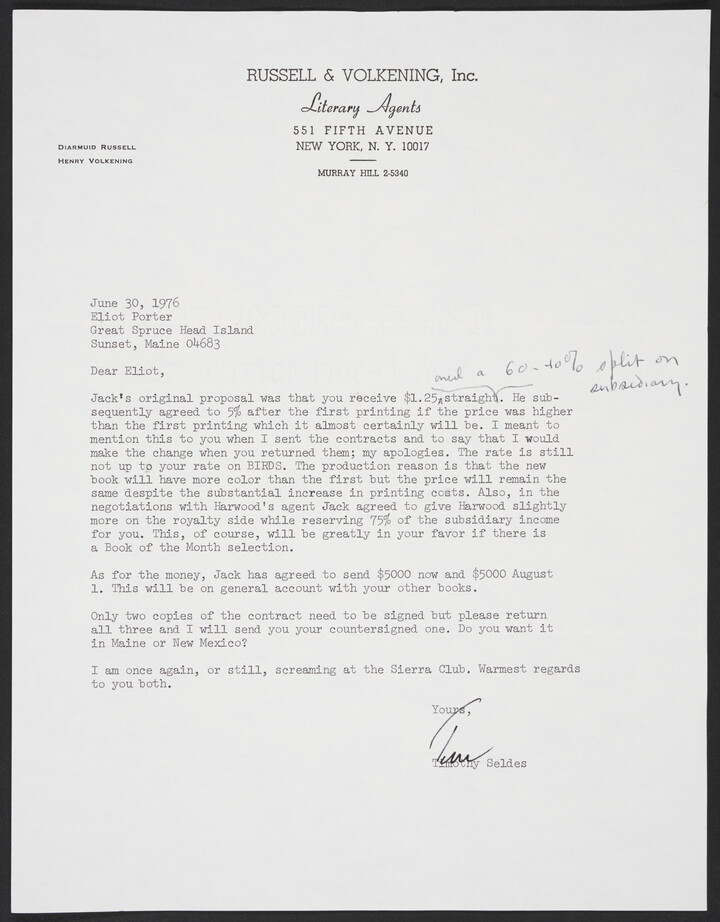 RUSSELL & VOLKENING, Inc.
Literary Agents
551 FIFTH AVENUE
NEW YORK, N. Y. 10017
MURRAY HILL 2-5340
DIARMUID RUSSELL
HENRY VOLKENING
June 30, 1976
Eliot Porter
Great Spruce Head Island
Sunset, Maine 04683
Dear Eliot,
and a 60-40% split on
subsidiary.
Jack's original proposal was that you receive $1.25 straight. He sub-
sequently agreed to 5% after the first printing if the price was higher
than the first printing which it almost certainly will be. I meant to
mention this to you when I sent the contracts and to say that I would
make the change when you returned them; my apologies. The rate is still
not up to your rate on BIRDS. The production reason is that the new
book will have more color than the first but the price will remain the
same despite the substantial increase in printing costs. Also, in the
negotiations with Harwood's agent Jack agreed to give Harwood slightly
more on the royalty side while reserving 75% of the subsidiary income
for you. This, of course, will be greatly in your favor if there is
a Book of the Month selection.
As for the money, Jack has agreed to send $5000 now and $5000 August
1. This will be on general account with your other books.
Only two copies of the contract need to be signed but please return
all three and I will send you your countersigned one. Do you want it
in Maine or New Mexico?
I am once again, or still, screaming at the Sierra Club. Warmest regards
to you both.
Yours,
Tim
Timothy Seldes